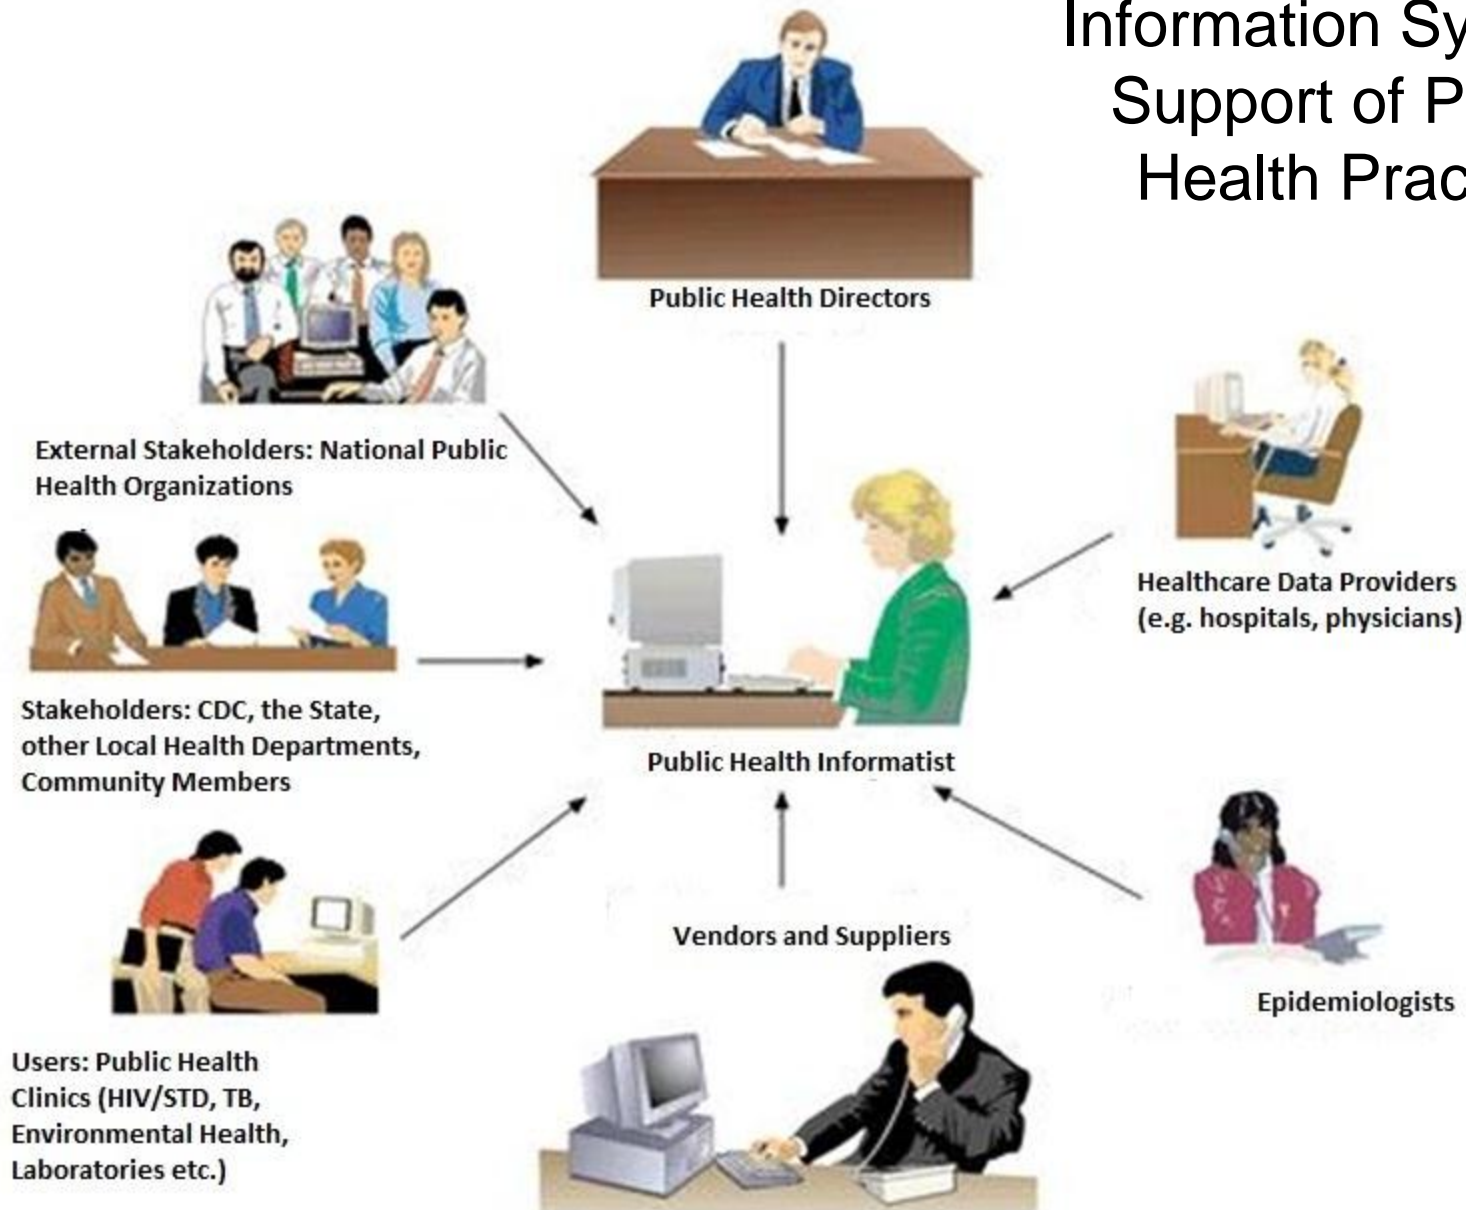 Information Sy
Support of P
Health Prac
Public Health Directors
External Stakeholders: National Public
Health Organizations
Healthcare Data Providers
(e.g. hospitals, physicians)
Stakeholders: CDC, the State,
other Local Health Departments,
Community Members
Public Health Informatist
Vendors and Suppliers
Epidemiologists
Users: Public Health
Clinics (HIV/STD, TB,
Environmental Health,
Laboratories etc.)